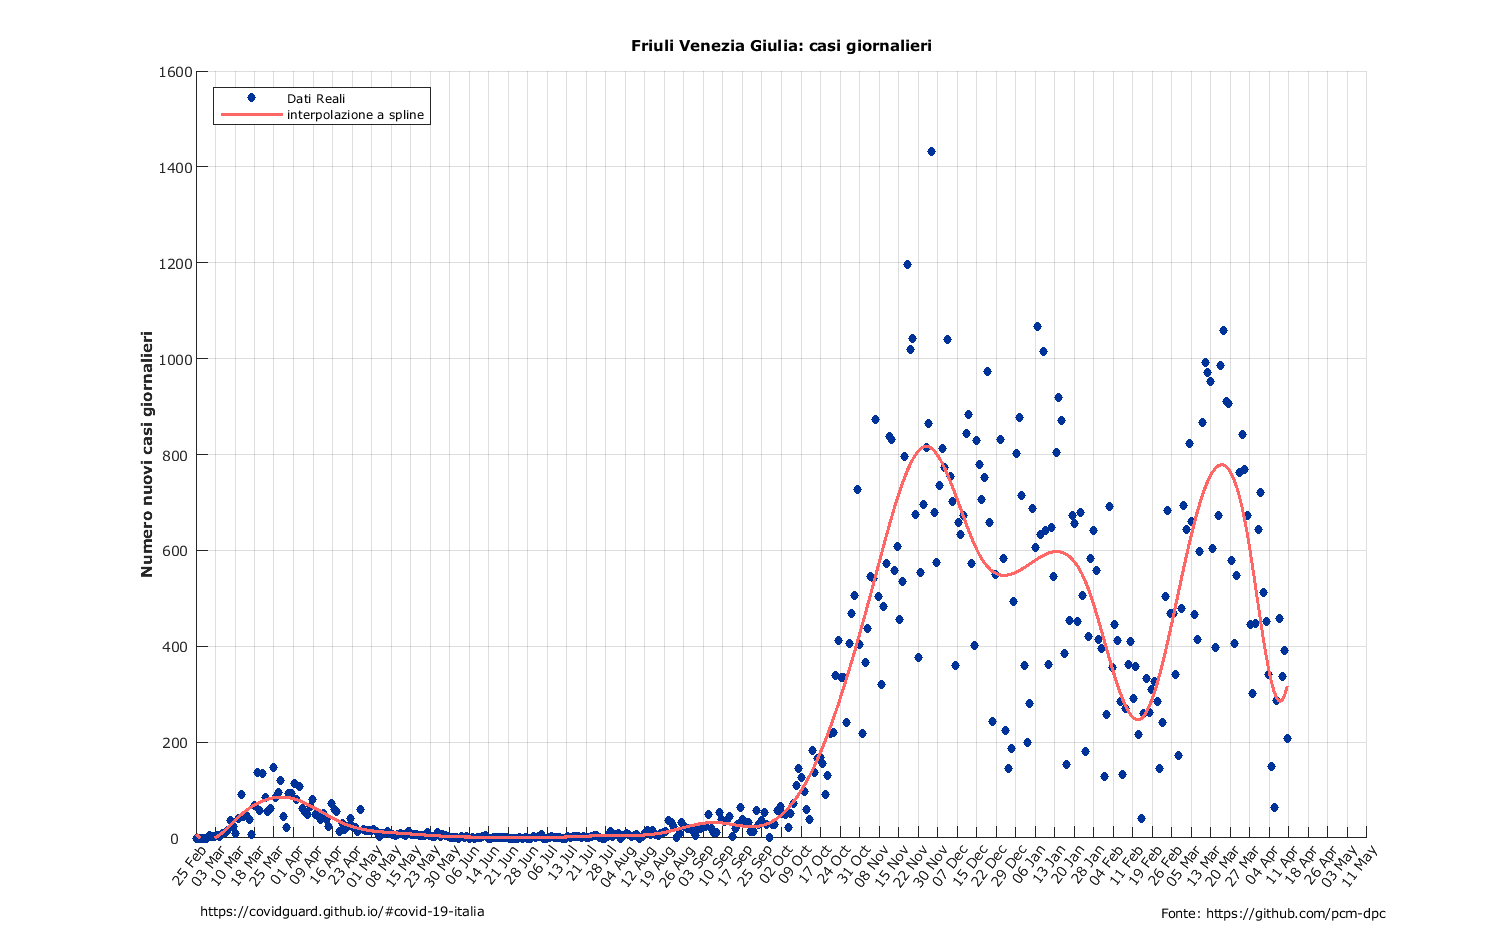 Friuli Venezia Giulia: casi giornalieri
Dati Reali
interpolazione a spline
Numero nuovi casi giornalieri
1600
1400
1200
1000
800
600
400
200
0
25 Feb
03 Mar
10 Mar
18 Mar
25 Mar
01 Apr
09 Apr
16 Apr
23 Apr
01 May
08 May
15 May
23 May
30 May
06 Jun
14 Jun
21 Jun
28 Jun
06 Jul
13 Jul
21 Jul
28 Jul
04 Aug
12 Aug
19 Aug
26 Aug
03 Sep
10 Sep
17 Sep
25 Sep
02 Oct
09 Oct
17 Oct
24 Oct
31 Oct
08 Nov
15 Nov
22 Nov
30 Nov
07 Dec
15 Dec
22 Dec
29 Dec
06 Jan
13 Jan
20 Jan
28 Jan
04 Feb
11 Feb
19 Feb
26 Feb
05 Mar
13 Mar
20 Mar
27 Mar
04 Apr
11 Apr
18 Apr
26 Apr
03 May
11 May
https://covidguard.github.io/#covid-19-italia
Fonte: https://github.com/pcm-dpc